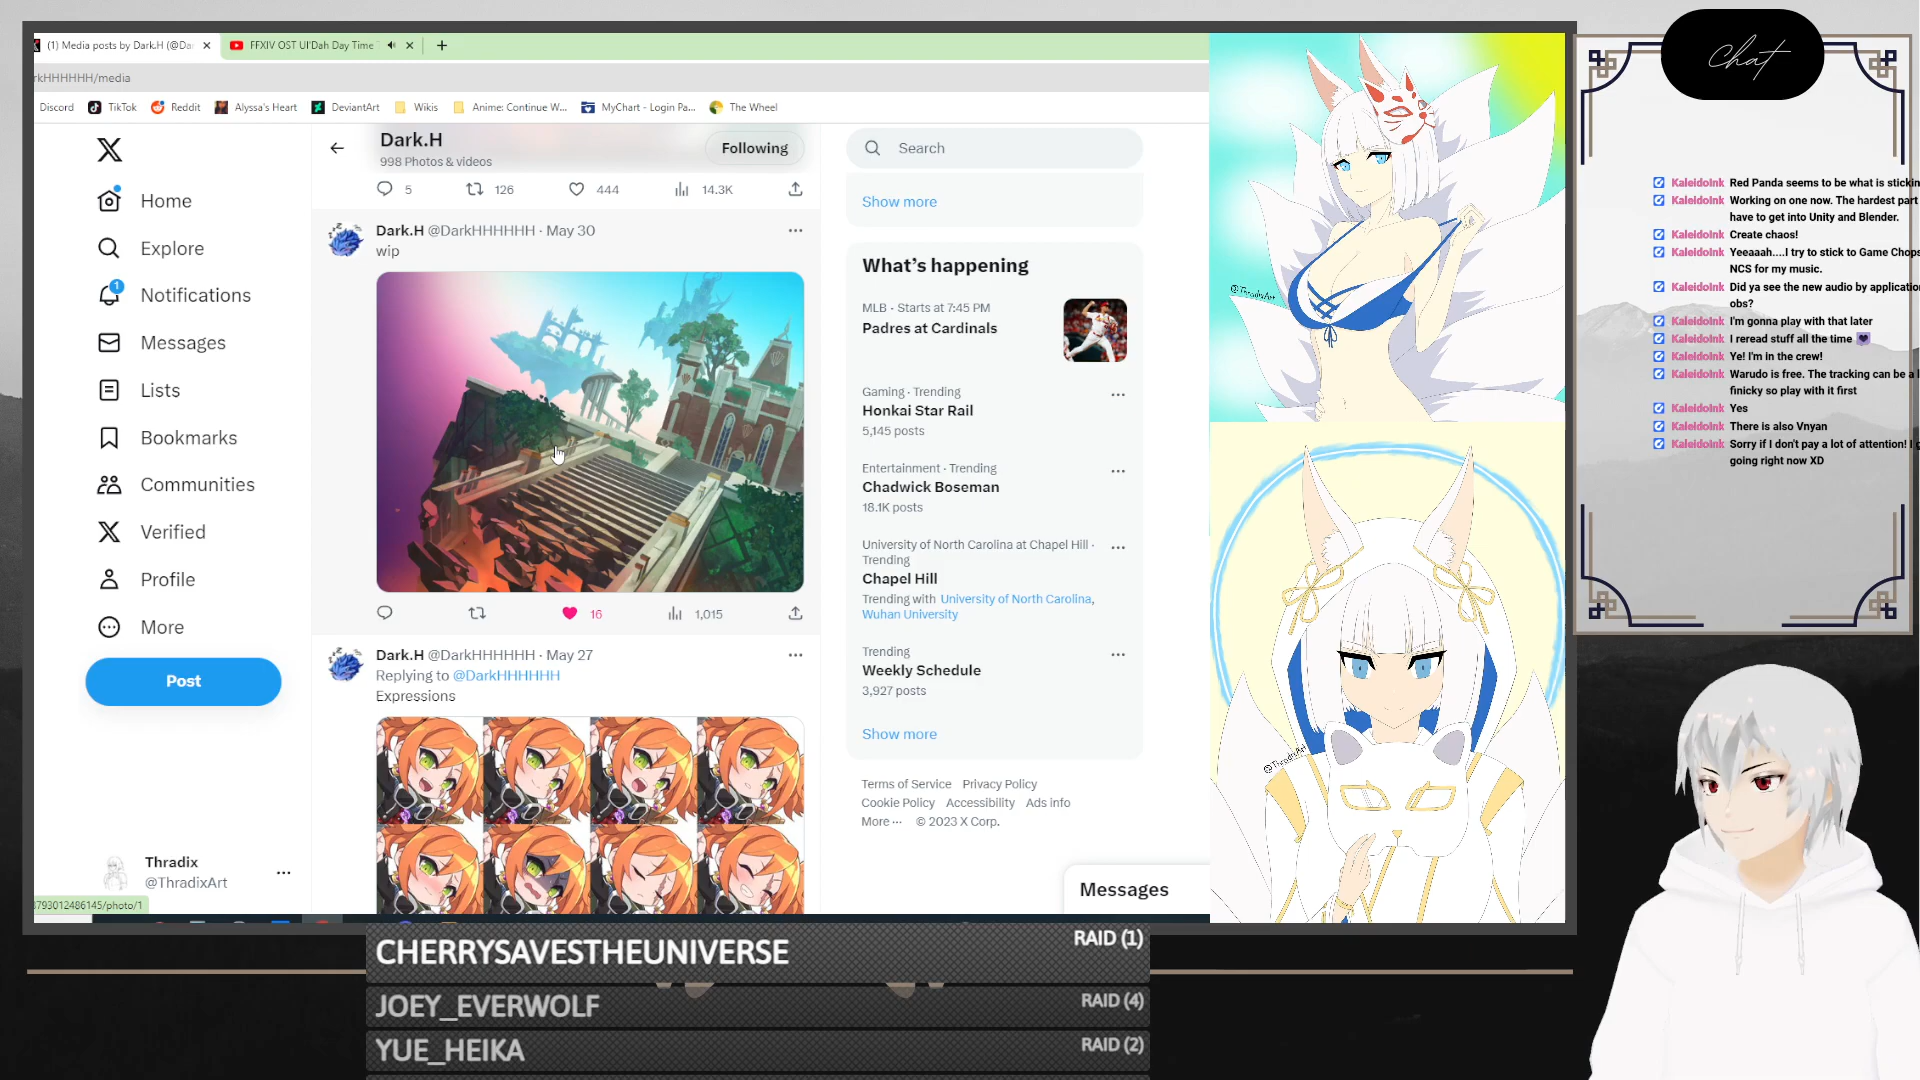 (1) Media posts by Dark.H (@Da
FFXIV OST Ul'Dah Day Time
rkHHHHHH/media
Discord TikTok Reddit Alyssa's Heart DeviantArt Wikis Anime: Continue W... MyChart - Login Pa... The Wheel
Dark.H
998 Photos & videos
Following
5 126 444 14.3K
Home
Explore
1
Notifications
Messages
Lists
Bookmarks
Communities
Verified
Profile
More
Post
Thradix
@ThradixArt
793012486145/photo/1
Dark.H @DarkHHHHHH · May 30
wip
16 1,015
Dark.H @DarkHHHHHH · May 27
Replying to @DarkHHHHHH
Expressions
Search
Show more
What's happening
MLB · Starts at 7:45 PM
Padres at Cardinals
Gaming · Trending
Honkai Star Rail
5,145 posts
Entertainment · Trending
Chadwick Boseman
18.1K posts
University of North Carolina at Chapel Hill ·
Trending
Chapel Hill
Trending with University of North Carolina,
Wuhan University
Trending
Weekly Schedule
3,927 posts
Show more
Terms of Service Privacy Policy
Cookie Policy Accessibility Ads info
More ··· © 2023 X Corp.
Messages
@ThradixArt
@ThradixArt
Chat
KaleidoInk Red Panda seems to be what is stickin
KaleidoInk Working on one now. The hardest part
have to get into Unity and Blender.
KaleidoInk Create chaos!
KaleidoInk Yeeaaah....I try to stick to Game Chops
NCS for my music.
KaleidoInk Did ya see the new audio by application
obs?
KaleidoInk I'm gonna play with that later
KaleidoInk I reread stuff all the time
KaleidoInk Ye! I'm in the crew!
KaleidoInk Warudo is free. The tracking can be a l
finicky so play with it first
KaleidoInk Yes
KaleidoInk There is also Vnyan
KaleidoInk Sorry if I don't pay a lot of attention! I g
going right now XD
CHERRYSAVESTHEUNIVERSE RAID (1)
JOEY_EVERWOLF RAID (4)
YUE_HEIKA RAID (2)